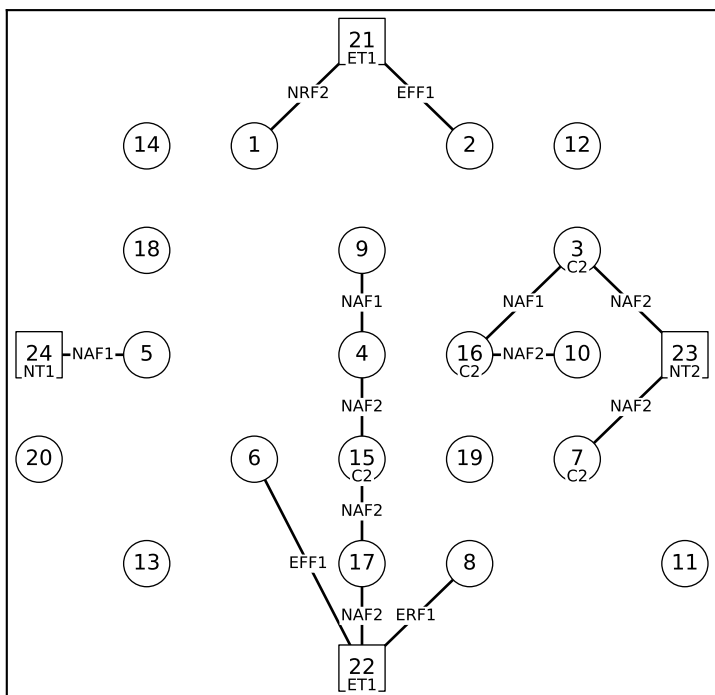 21
ET1
NRF2 EFF1
14 1 2 12
18 9 3
C2
NAF1 NAF1 NAF2
24 NAF1 5 4 16 NAF2 10 23
NT1 C2 NT2
NAF2 NAF2
20 6 15 19 7
C2 C2
NAF2
13 EFF1 17 8 11
NAF2 ERF1
22
ET1